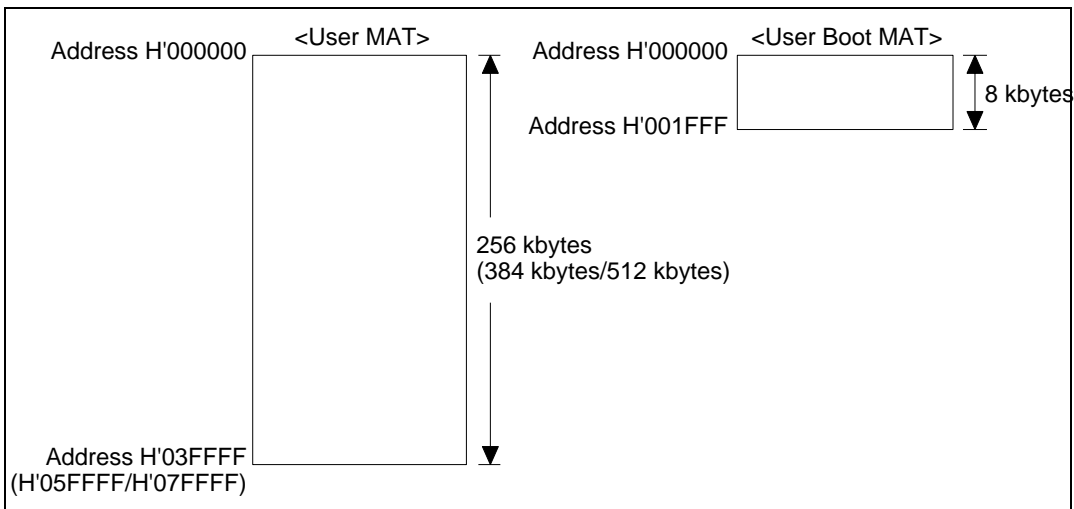 <User MAT>
Address H'000000
256 kbytes
(384 kbytes/512 kbytes)
Address H'03FFFF
(H'05FFFF/H'07FFFF)
<User Boot MAT>
Address H'000000
8 kbytes
Address H'001FFF